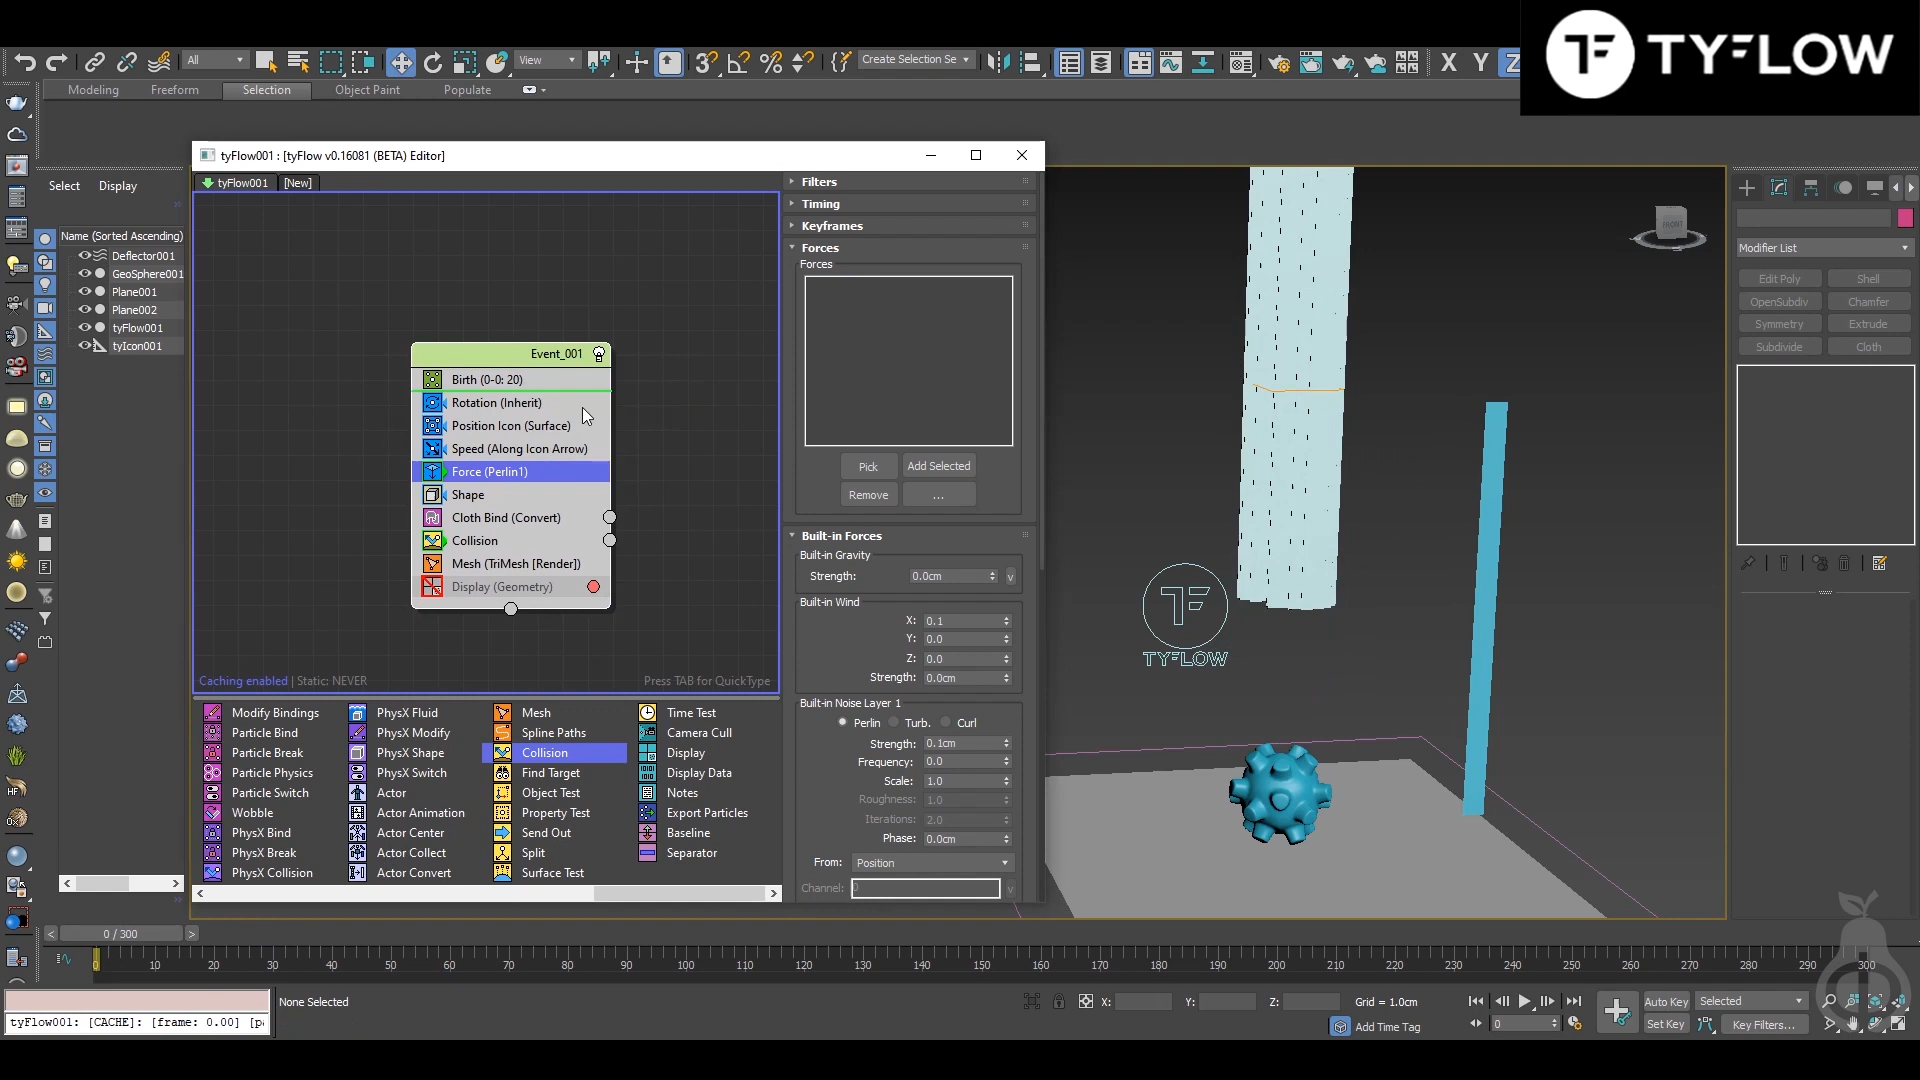 TYFLOW
All
View
Create Selection Se
X
Y
Z
Modeling
Freeform
Selection
Object Paint
Populate
tyFlow001 : [tyFlow v0.16081 (BETA) Editor]
tyFlow001
[New]
Select
Display
Name (Sorted Ascending)
Deflector001
GeoSphere001
Plane001
Plane002
tyFlow001
tyIcon001
Event_001
Birth (0-0: 20)
Rotation (Inherit)
Position Icon (Surface)
Speed (Along Icon Arrow)
Force (Perlin1)
Shape
Cloth Bind (Convert)
Collision
Mesh (TriMesh [Render])
Display (Geometry)
Caching enabled | Static: NEVER
Press TAB for QuickType
Modify Bindings
Particle Bind
Particle Break
Particle Physics
Particle Switch
Wobble
PhysX Bind
PhysX Break
PhysX Collision
PhysX Fluid
PhysX Modify
PhysX Shape
PhysX Switch
Actor
Actor Animation
Actor Center
Actor Collect
Actor Convert
Mesh
Spline Paths
Collision
Find Target
Object Test
Property Test
Send Out
Split
Surface Test
Time Test
Camera Cull
Display
Display Data
Notes
Export Particles
Baseline
Separator
Filters
Timing
Keyframes
Forces
Forces
Pick
Add Selected
Remove
...
Built-in Forces
Built-in Gravity
Strength: 0.0cm
v
Built-in Wind
X: 0.1
Y: 0.0
Z: 0.0
Strength: 0.0cm
Built-in Noise Layer 1
Perlin
Turb.
Curl
Strength: 0.1cm
Frequency: 0.0
Scale: 1.0
Roughness: 1.0
Iterations: 2.0
Phase: 0.0cm
From: Position
Channel: 0
v
TYFLOW
FRONT
Modifier List
Edit Poly
Shell
OpenSubdiv
Chamfer
Symmetry
Extrude
Subdivide
Cloth
0 / 300
0 10 20 30 40 50 60 70 80 90 100 110 120 130 140 150 160 170 180 190 200 210 220 230 240 250 260 270 280 290 300
None Selected
tyFlow001: [CACHE]: [frame: 0.00] [p
X:
Y:
Z:
Grid = 1.0cm
Add Time Tag
0
Auto Key
Selected
Set Key
Key Filters...